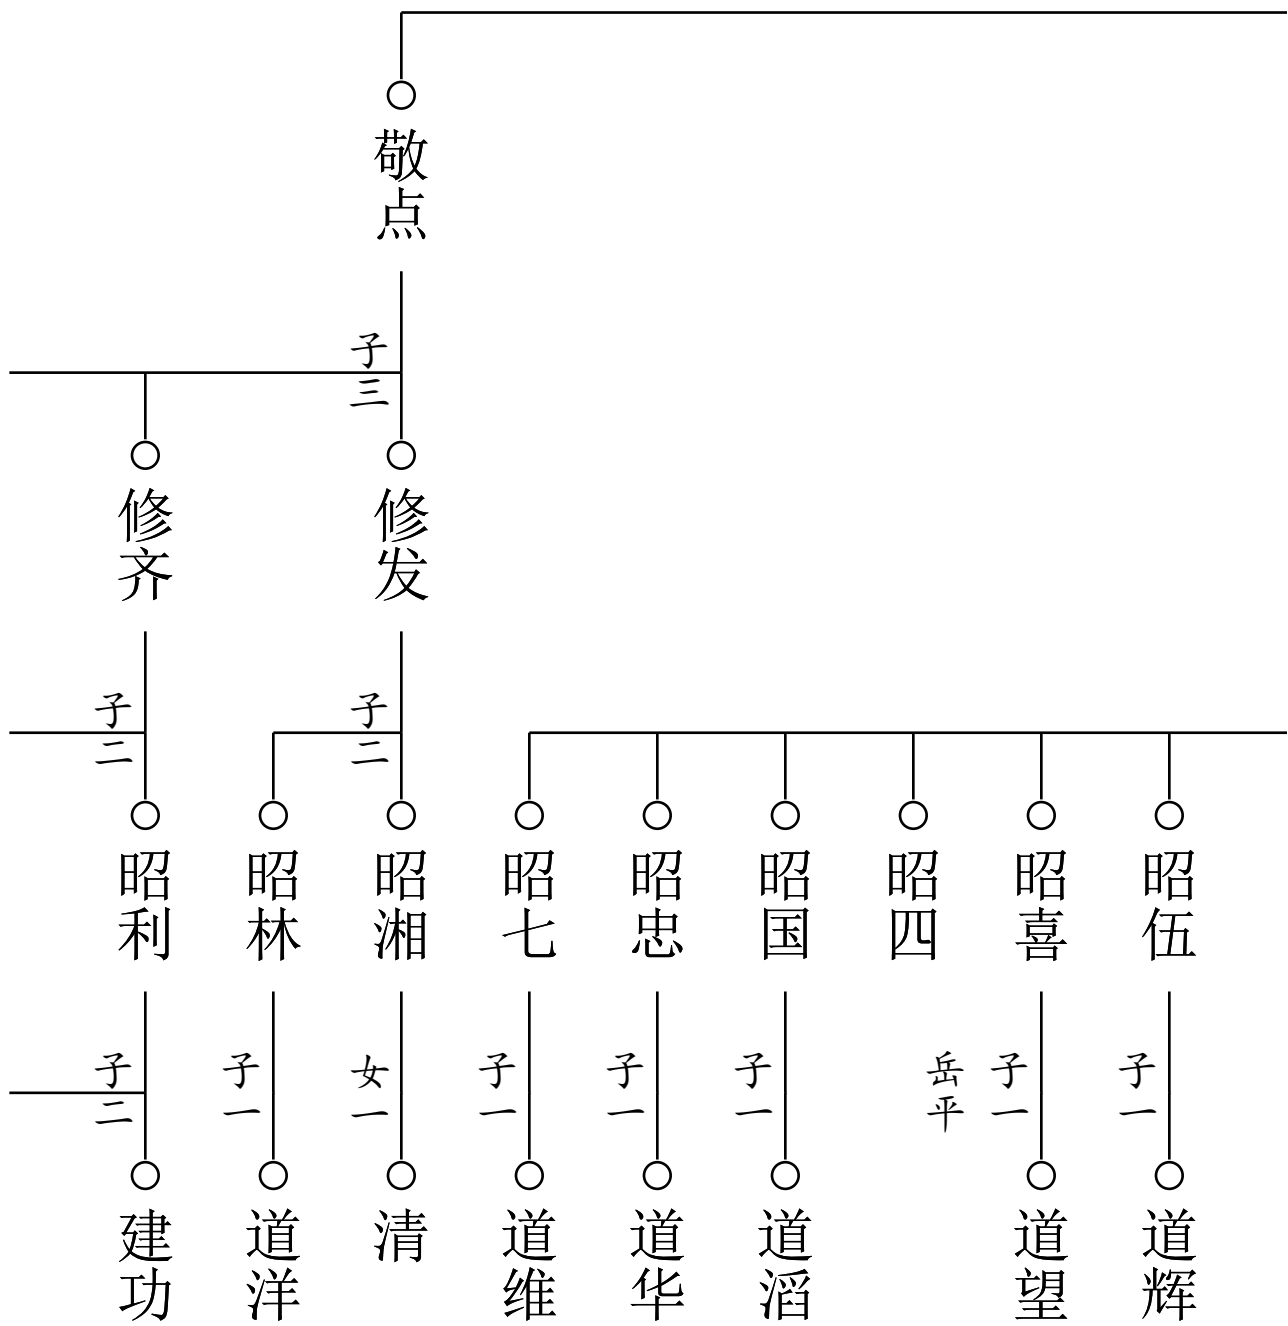 敬点
子三
修发
修齐
子二
子二
昭伍
昭喜
昭四
昭国
昭忠
昭七
昭湘
昭林
昭利
子一
子一
岳平
子一
子一
子一
女一
子一
子二
道辉
道望
道滔
道华
道维
清
道洋
建功